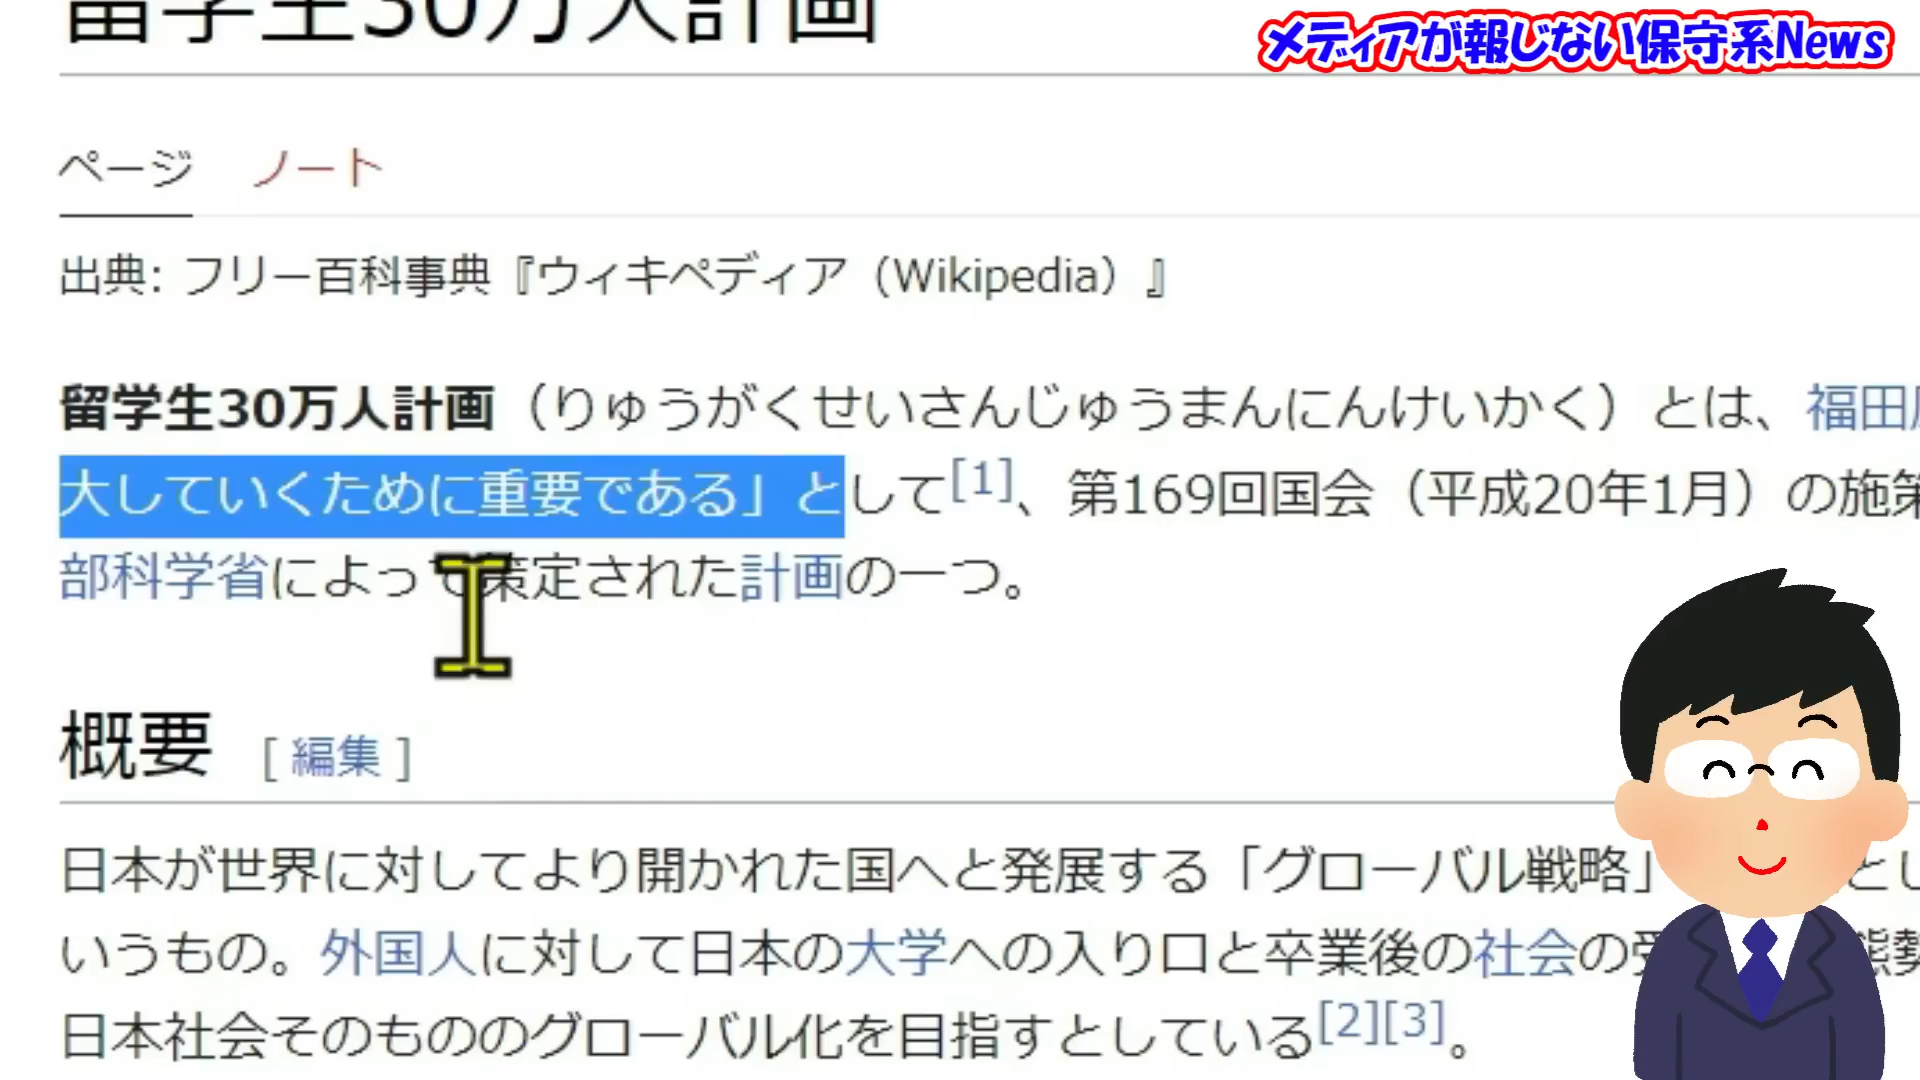 留学生30万人計画
メディアが報じない保守系News
ページ ノート
出典: フリー百科事典『ウィキペディア（Wikipedia）』
留学生30万人計画（りゅうがくせいさんじゅうまんにんけいかく）とは、福田
大していくために重要である」として[1]、第169回国会（平成20年1月）の施策
部科学省によって策定された計画の一つ。
概要 [ 編集 ]
日本が世界に対してより開かれた国へと発展する「グローバル戦略」 とし
いうもの。外国人に対して日本の大学への入り口と卒業後の社会の受 態勢
日本社会そのもののグローバル化を目指すとしている[2][3]。